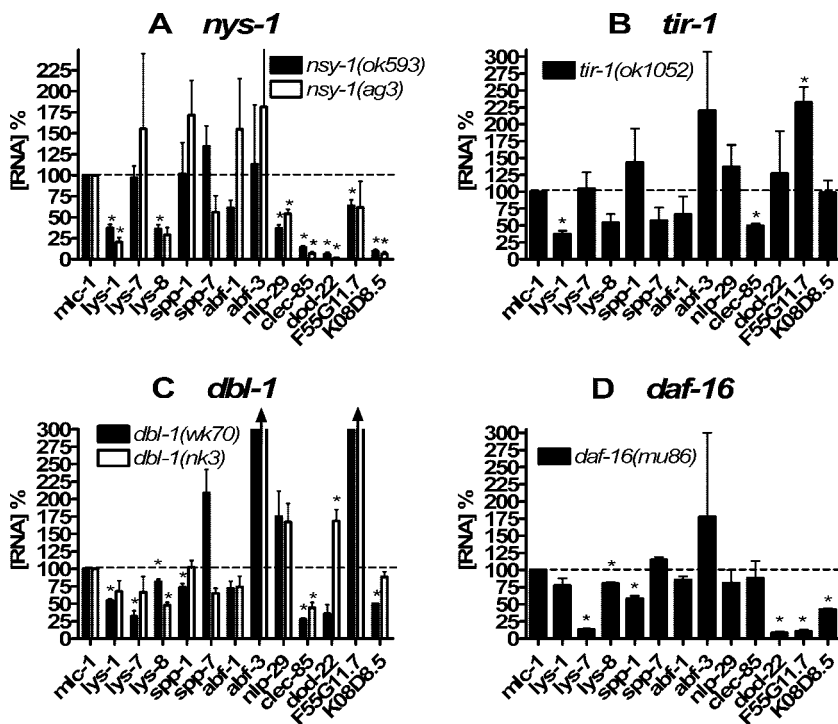 A nys-1
nsy-1(ok593)
nsy-1(ag3)
[RNA] %
225
200
175
150
125
100
75
50
25
0
* * * * * * * * * * * *
mlc-1 lys-1 lys-7 lys-8 spp-1 spp-7 abf-1 abf-3 nlp-29 clec-85 dod-22 F55G11.7 K08D8.5
B tir-1
tir-1(ok1052)
[RNA] %
300
275
250
225
200
175
150
125
100
75
50
25
0
* * *
mlc-1 lys-1 lys-7 lys-8 spp-1 spp-7 abf-1 abf-3 nlp-29 clec-85 dod-22 F55G11.7 K08D8.5
C dbl-1
dbl-1(wk70)
dbl-1(nk3)
[RNA] %
300
275
250
225
200
175
150
125
100
75
50
25
0
* * * * * * * * *
mlc-1 lys-1 lys-7 lys-8 spp-1 spp-7 abf-1 abf-3 nlp-29 clec-85 dod-22 F55G11.7 K08D8.5
D daf-16
daf-16(mu86)
[RNA] %
300
275
250
225
200
175
150
125
100
75
50
25
0
* * * * * *
mlc-1 lys-1 lys-7 lys-8 spp-1 spp-7 abf-1 abf-3 nlp-29 clec-85 dod-22 F55G11.7 K08D8.5